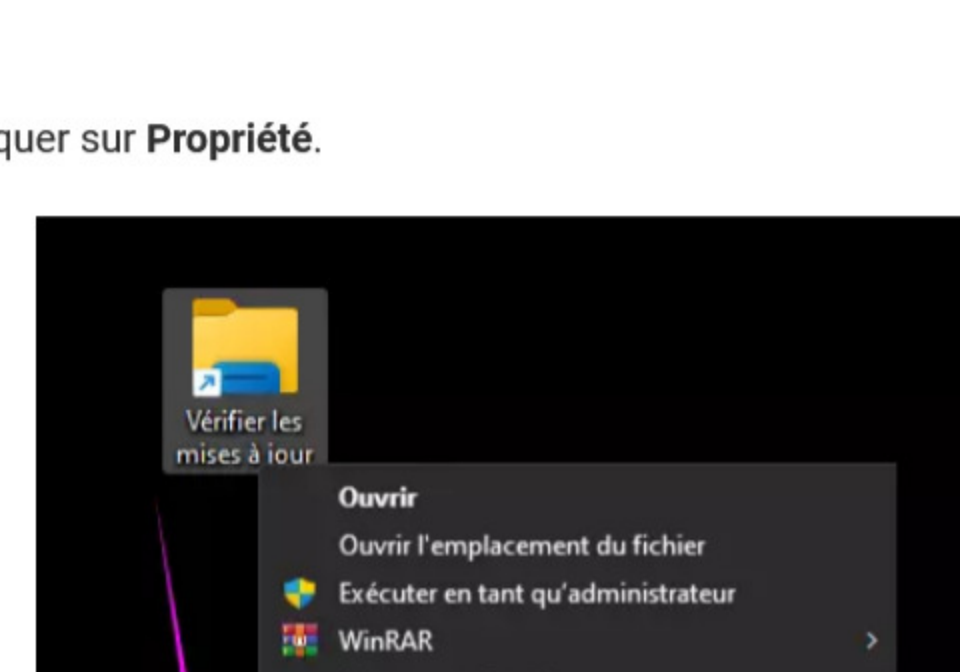 quer sur Propriété.
Vérifier les
mises à jour
Ouvrir
Ouvrir l'emplacement du fichier
Exécuter en tant qu'administrateur
WinRAR